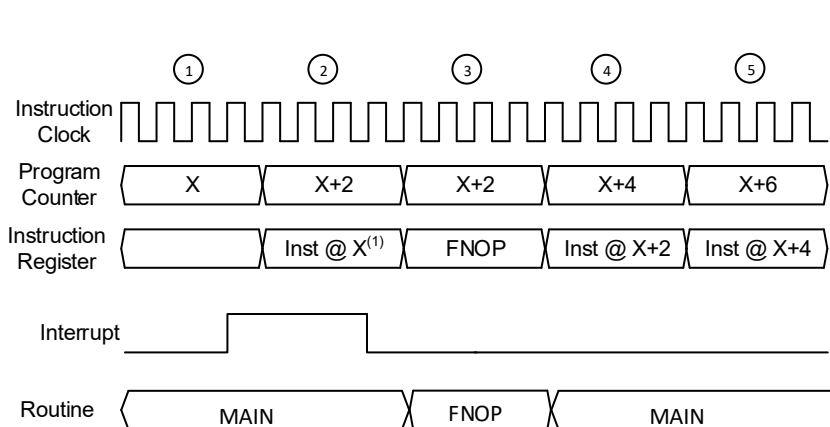 1 2 3 4 5
Instruction
Clock
Program
Counter
X X+2 X+2 X+4 X+6
Instruction
Register
Inst @ X(1) FNOP Inst @ X+2 Inst @ X+4
Interrupt
Routine MAIN FNOP MAIN